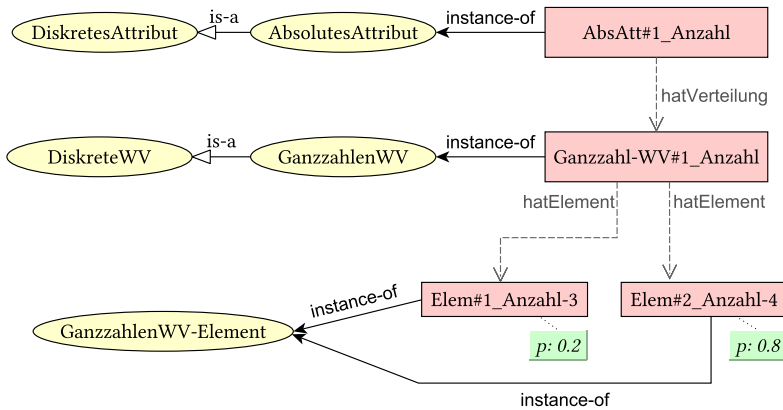 DiskretesAttribut
is-a
AbsolutesAttribut
instance-of
AbsAtt#1_Anzahl
hatVerteilung
DiskreteWV
is-a
GanzzahlenWV
instance-of
Ganzzahl-WV#1_Anzahl
hatElement
hatElement
GanzzahlenWV-Element
instance-of
Elem#1_Anzahl-3
Elem#2_Anzahl-4
p: 0.2
p: 0.8
instance-of